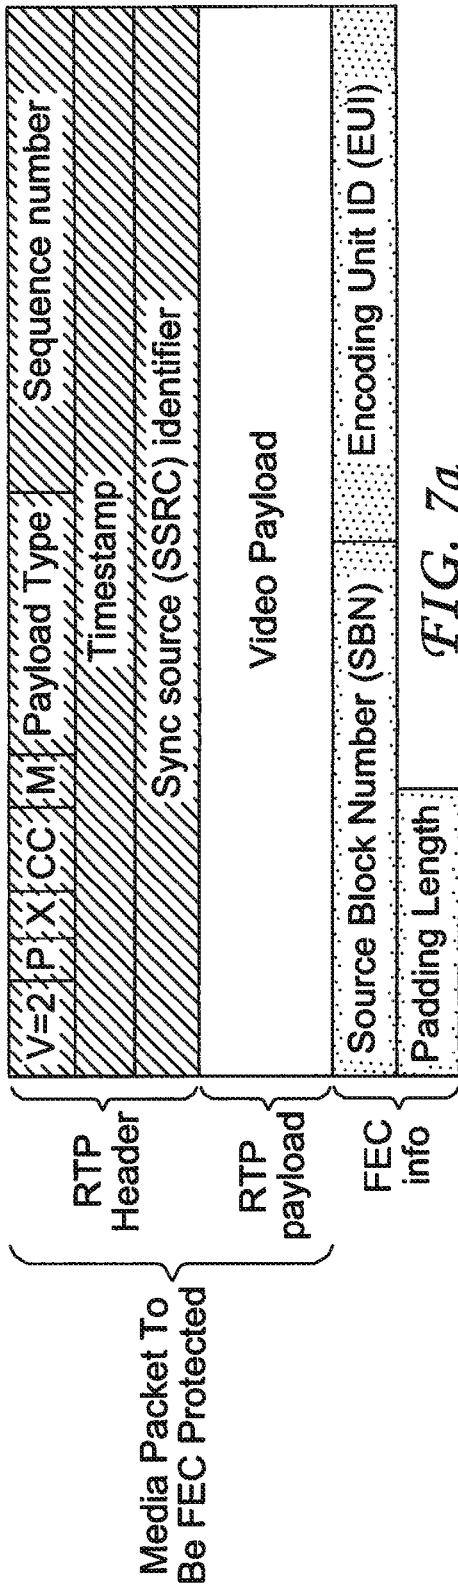 V=2 P X CC M Payload Type Sequence number
Timestamp
Sync source (SSRC) identifier
Video Payload
Source Block Number (SBN) Encoding Unit ID (EUI)
Padding Length
RTP
Header
RTP
payload
FEC
info
Media Packet To
Be FEC Protected
FIG. 7a